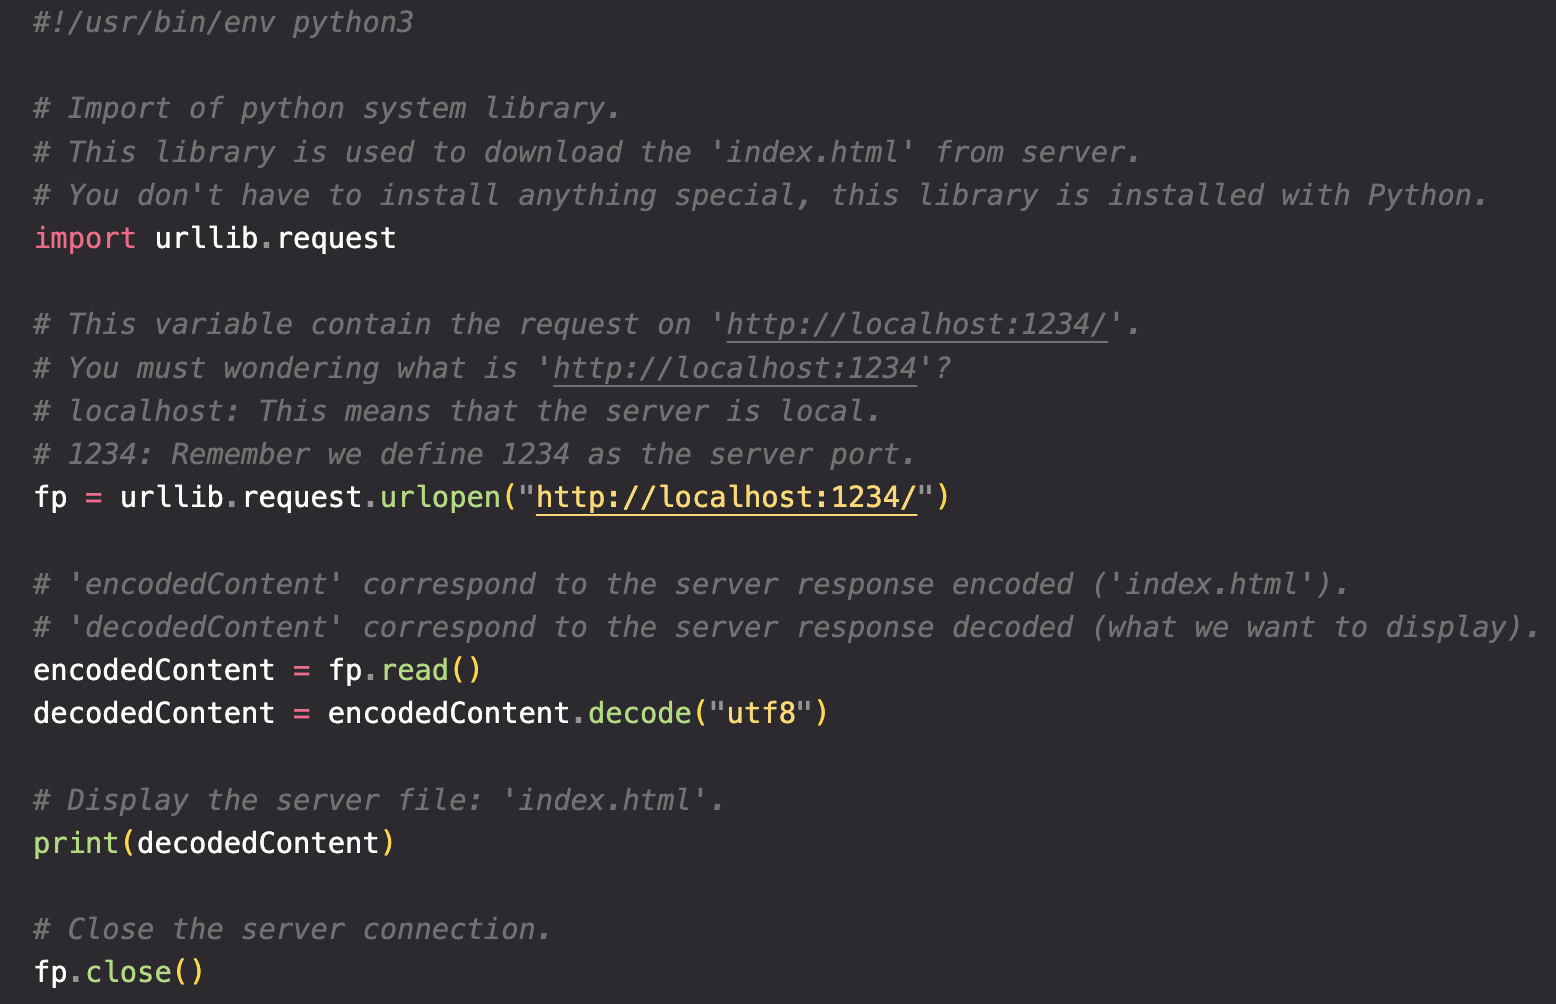 #!/usr/bin/env python3
# Import of python system library.
# This library is used to download the 'index.html' from server.
# You don't have to install anything special, this library is installed with Python.
import urllib.request
# This variable contain the request on 'http://localhost:1234/'.
# You must wondering what is 'http://localhost:1234'?
# localhost: This means that the server is local.
# 1234: Remember we define 1234 as the server port.
fp = urllib.request.urlopen("http://localhost:1234/")
# 'encodedContent' correspond to the server response encoded ('index.html').
# 'decodedContent' correspond to the server response decoded (what we want to display).
encodedContent = fp.read()
decodedContent = encodedContent.decode("utf8")
# Display the server file: 'index.html'.
print(decodedContent)
# Close the server connection.
fp.close()